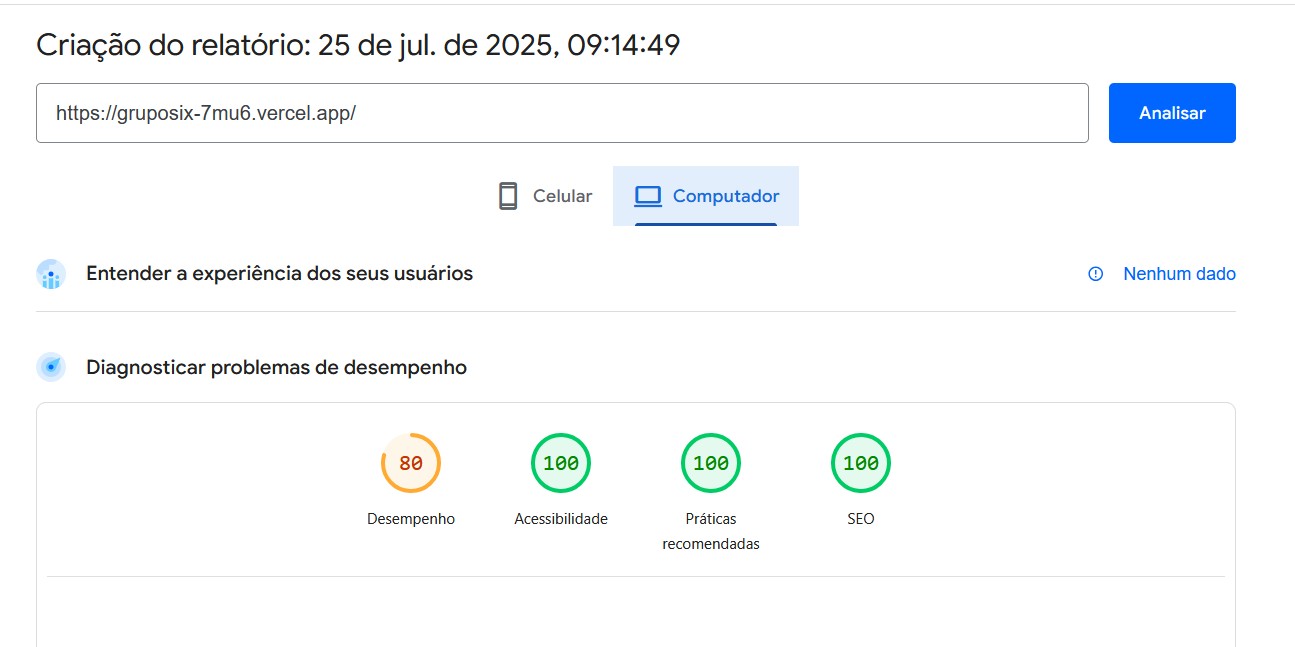 Criação do relatório: 25 de jul. de 2025, 09:14:49
https://gruposix-7mu6.vercel.app/
Analisar
Celular
Computador
Entender a experiência dos seus usuários
Nenhum dado
Diagnosticar problemas de desempenho
80
100
100
100
Desempenho
Acessibilidade
Práticas
recomendadas
SEO